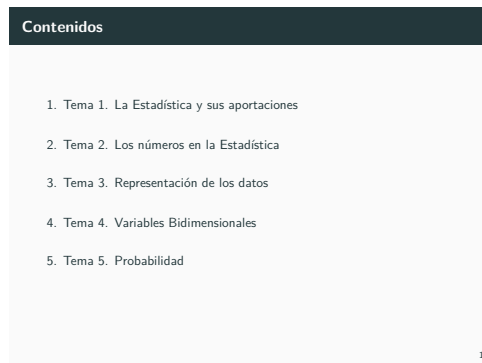 Contenidos
1. Tema 1. La Estadística y sus aportaciones
2. Tema 2. Los números en la Estadística
3. Tema 3. Representación de los datos
4. Tema 4. Variables Bidimensionales
5. Tema 5. Probabilidad
1